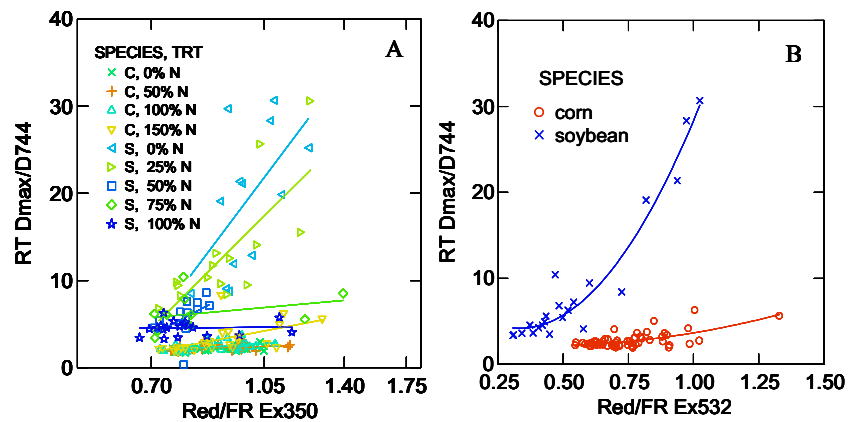 A
SPECIES, TRT
C, 0% N
C, 50% N
C, 100% N
C, 150% N
S, 0% N
S, 25% N
S, 50% N
S, 75% N
S, 100% N
40
30
20
10
0
RT Dmax/D744
0.70 1.05 1.40 1.75
Red/FR Ex350
B
SPECIES
corn
soybean
40
30
20
10
0
RT Dmax/D744
0.25 0.50 0.75 1.00 1.25 1.50
Red/FR Ex532